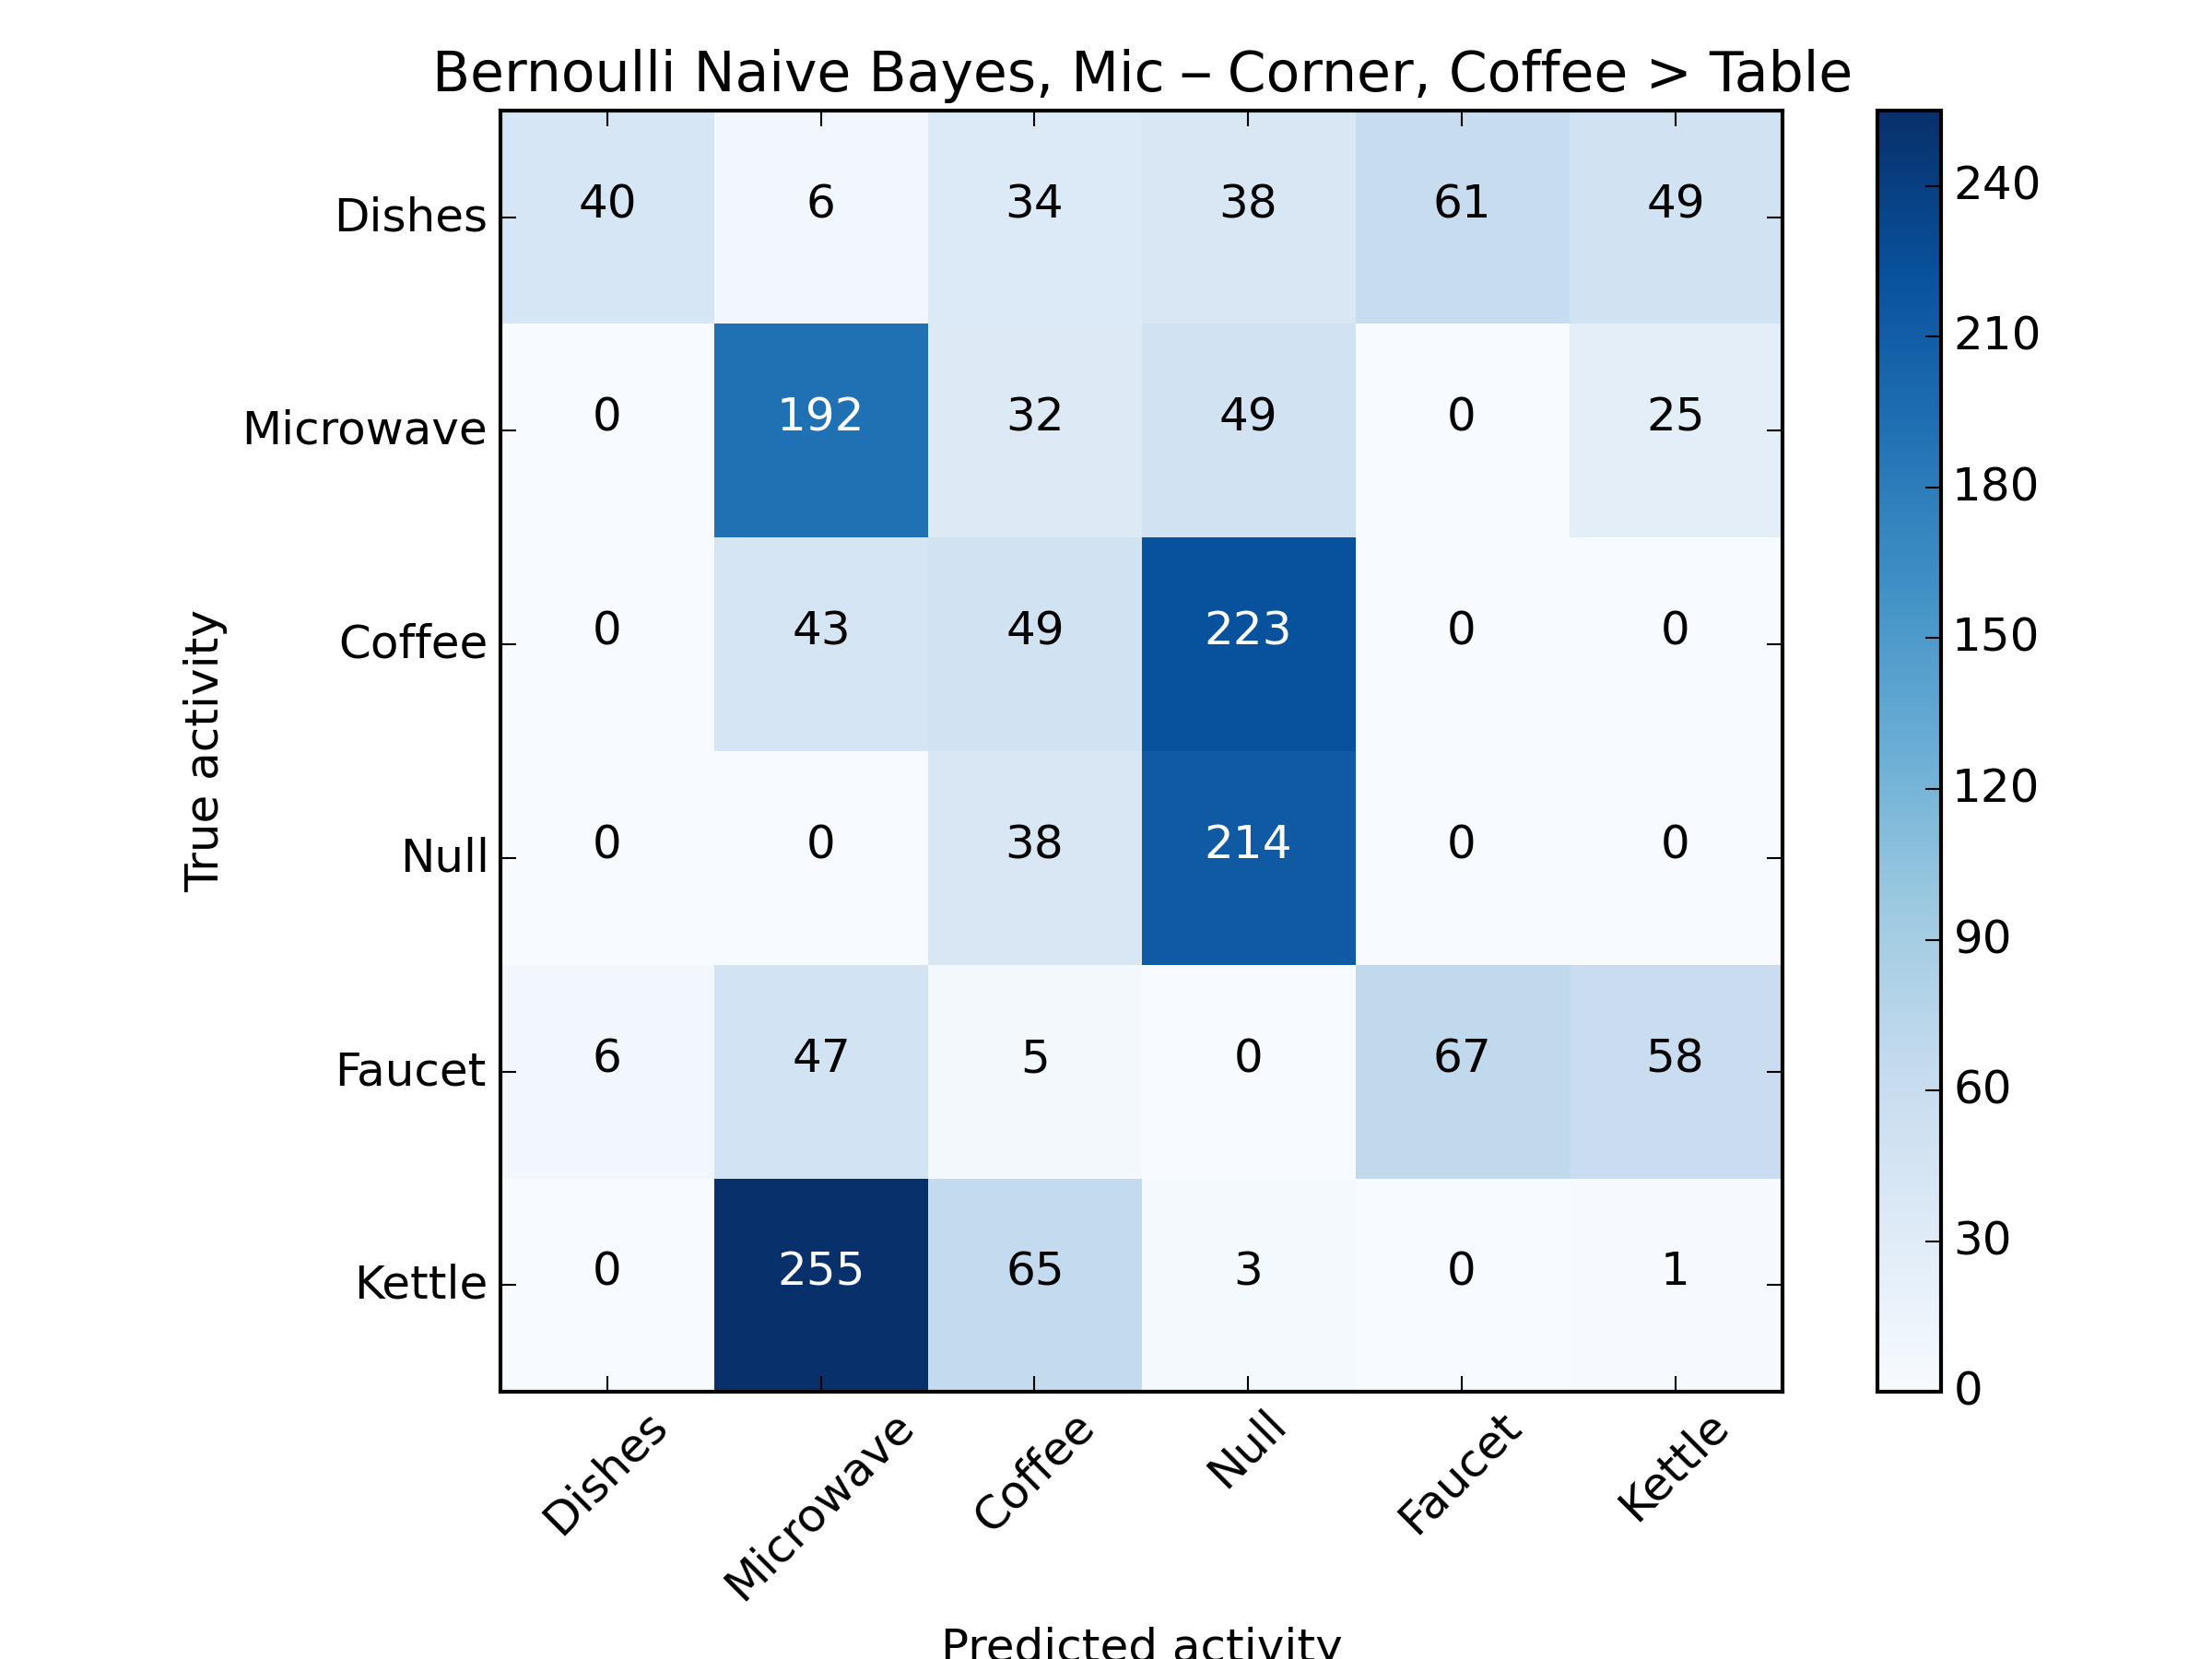 Bernoulli Naive Bayes, Mic – Corner, Coffee > Table
Dishes 40 6 34 38 61 49
Microwave 0 192 32 49 0 25
Coffee 0 43 49 223 0 0
Null 0 0 38 214 0 0
Faucet 6 47 5 0 67 58
Kettle 0 255 65 3 0 1
True activity
Dishes Microwave Coffee Null Faucet Kettle
Predicted activity
240
210
180
150
120
90
60
30
0